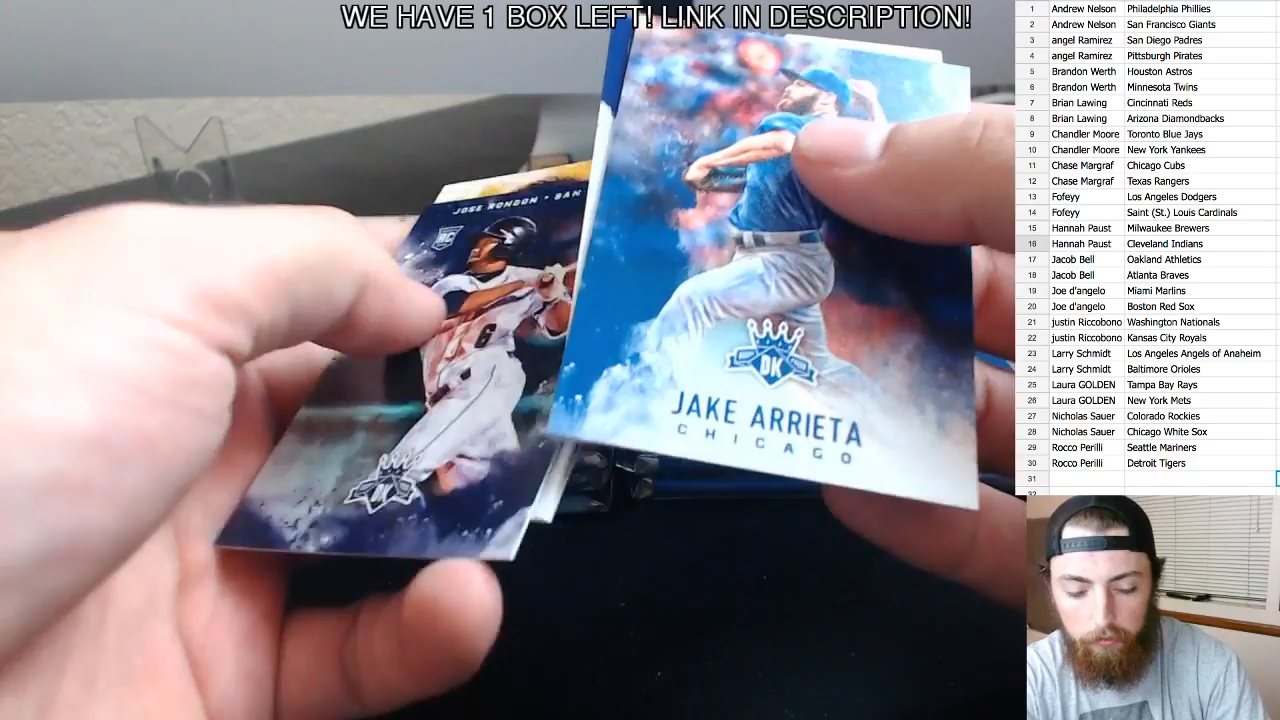 WE HAVE 1 BOX LEFT! LINK IN DESCRIPTION!
JOSE RONDON • SAN
RC
6
DK
DK
JAKE ARRIETA
CHICAGO
1 Andrew Nelson Philadelphia Phillies
2 Andrew Nelson San Francisco Giants
3 angel Ramirez San Diego Padres
4 angel Ramirez Pittsburgh Pirates
5 Brandon Werth Houston Astros
6 Brandon Werth Minnesota Twins
7 Brian Lawing Cincinnati Reds
8 Brian Lawing Arizona Diamondbacks
9 Chandler Moore Toronto Blue Jays
10 Chandler Moore New York Yankees
11 Chase Margraf Chicago Cubs
12 Chase Margraf Texas Rangers
13 Fofeyy Los Angeles Dodgers
14 Fofeyy Saint (St.) Louis Cardinals
15 Hannah Paust Milwaukee Brewers
16 Hannah Paust Cleveland Indians
17 Jacob Bell Oakland Athletics
18 Jacob Bell Atlanta Braves
19 Joe d'angelo Miami Marlins
20 Joe d'angelo Boston Red Sox
21 justin Riccobono Washington Nationals
22 justin Riccobono Kansas City Royals
23 Larry Schmidt Los Angeles Angels of Anaheim
24 Larry Schmidt Baltimore Orioles
25 Laura GOLDEN Tampa Bay Rays
26 Laura GOLDEN New York Mets
27 Nicholas Sauer Colorado Rockies
28 Nicholas Sauer Chicago White Sox
29 Rocco Perilli Seattle Mariners
30 Rocco Perilli Detroit Tigers
31